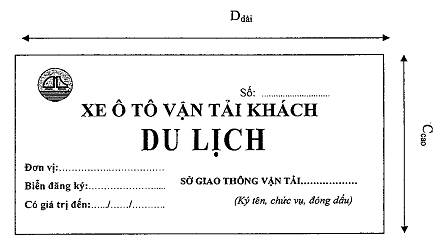 Ddài
Số: ........................
XE Ô TÔ VẬN TẢI KHÁCH
DU LỊCH
Đơn vị:................................
Biển đăng ký:.......................
SỞ GIAO THÔNG VẬN TẢI..................
Có giá trị đến:...../....../...........
(Ký tên, chức vụ, đóng dấu)
Ccao